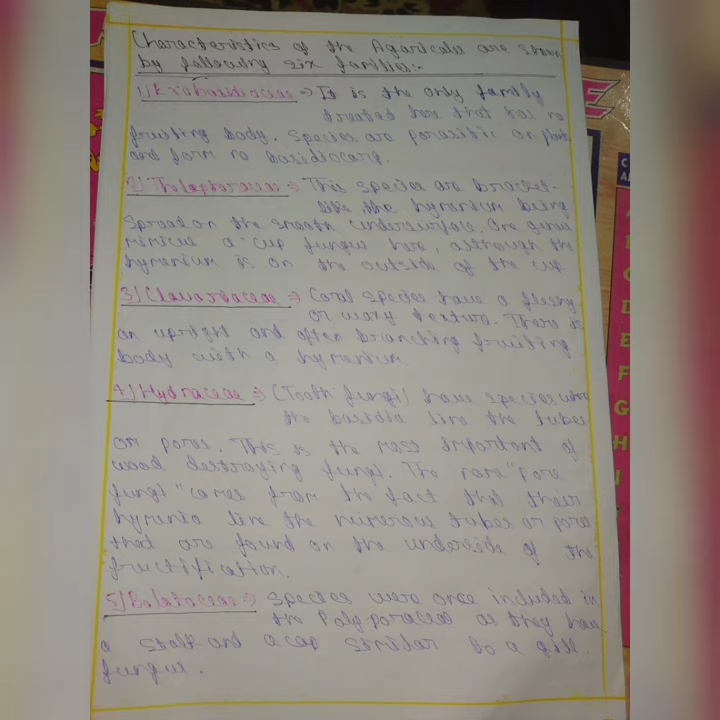 Characteristics of the Agaricales are shown
by following six families:-
1) Exobasidiaceae → It is the only family
treated here that has no
fruiting body. Species are parasitic on plant
and form no basidiocarp.
2) Thelephoraceae → This species are bracket-
like, the hymenium being
spread on the smooth undersurface. One genus
mimicus a cup fungus here, although the
hymenium is on the outside of the cup.
3) Clavariaceae → Coral species have a fleshy
or waxy texture. There is
an upright and often branching fruiting
body with a hymenium.
4) Hydraceae → (Tooth fungi) have species where
the basidia line the tubes
or pores. This is the most important of
wood destroying fungi. The name "pore
fungi" comes from the fact that their
hymenia line the numerous tubes or pores
that are found on the underside of the
fructification.
5) Bolataceae → Species were once included in
the Polyporaceae as they have
a stalk and a cap similar to a gill
fungus.
E
C
D
E
F
G
H
I